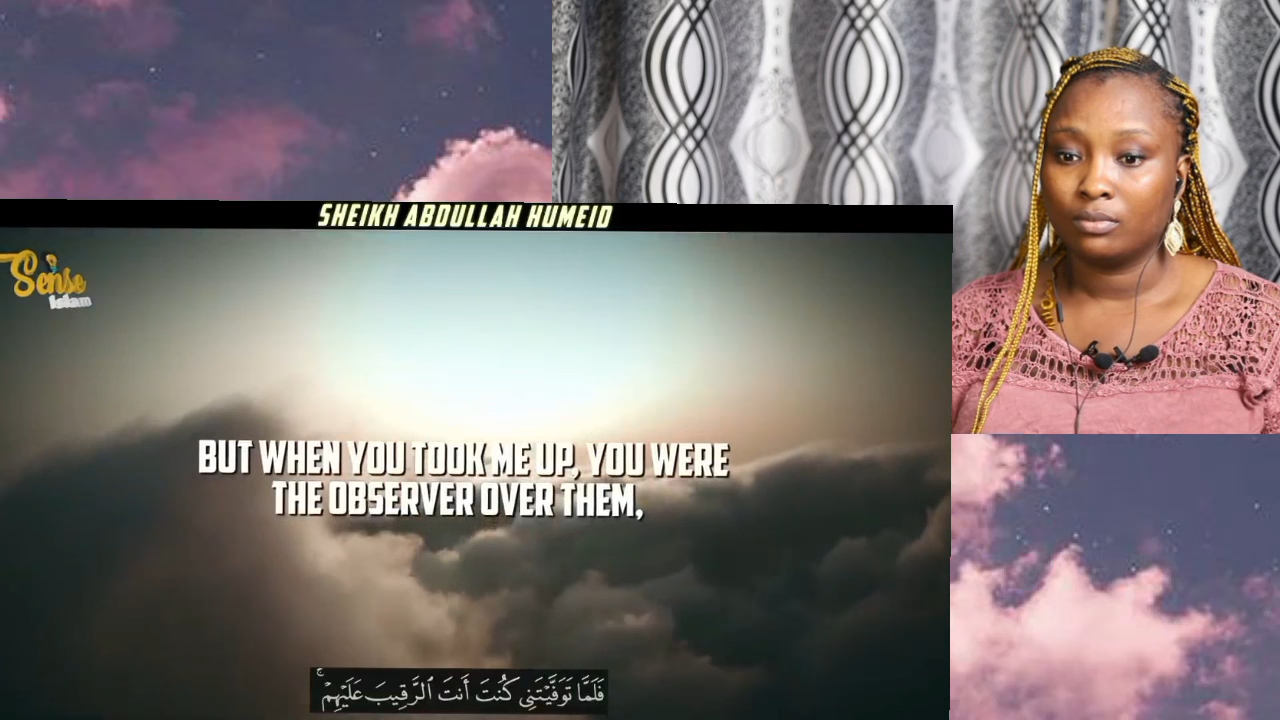 SHEIKH ABDULLAH HUMEID
Sense
Islam
BUT WHEN YOU TOOK ME UP, YOU WERE
THE OBSERVER OVER THEM,
فَلَمَّا تَوَفَّيْتَنِي كُنتَ أَنتَ ٱلرَّقِيبَ عَلَيْهِمْ ۚ